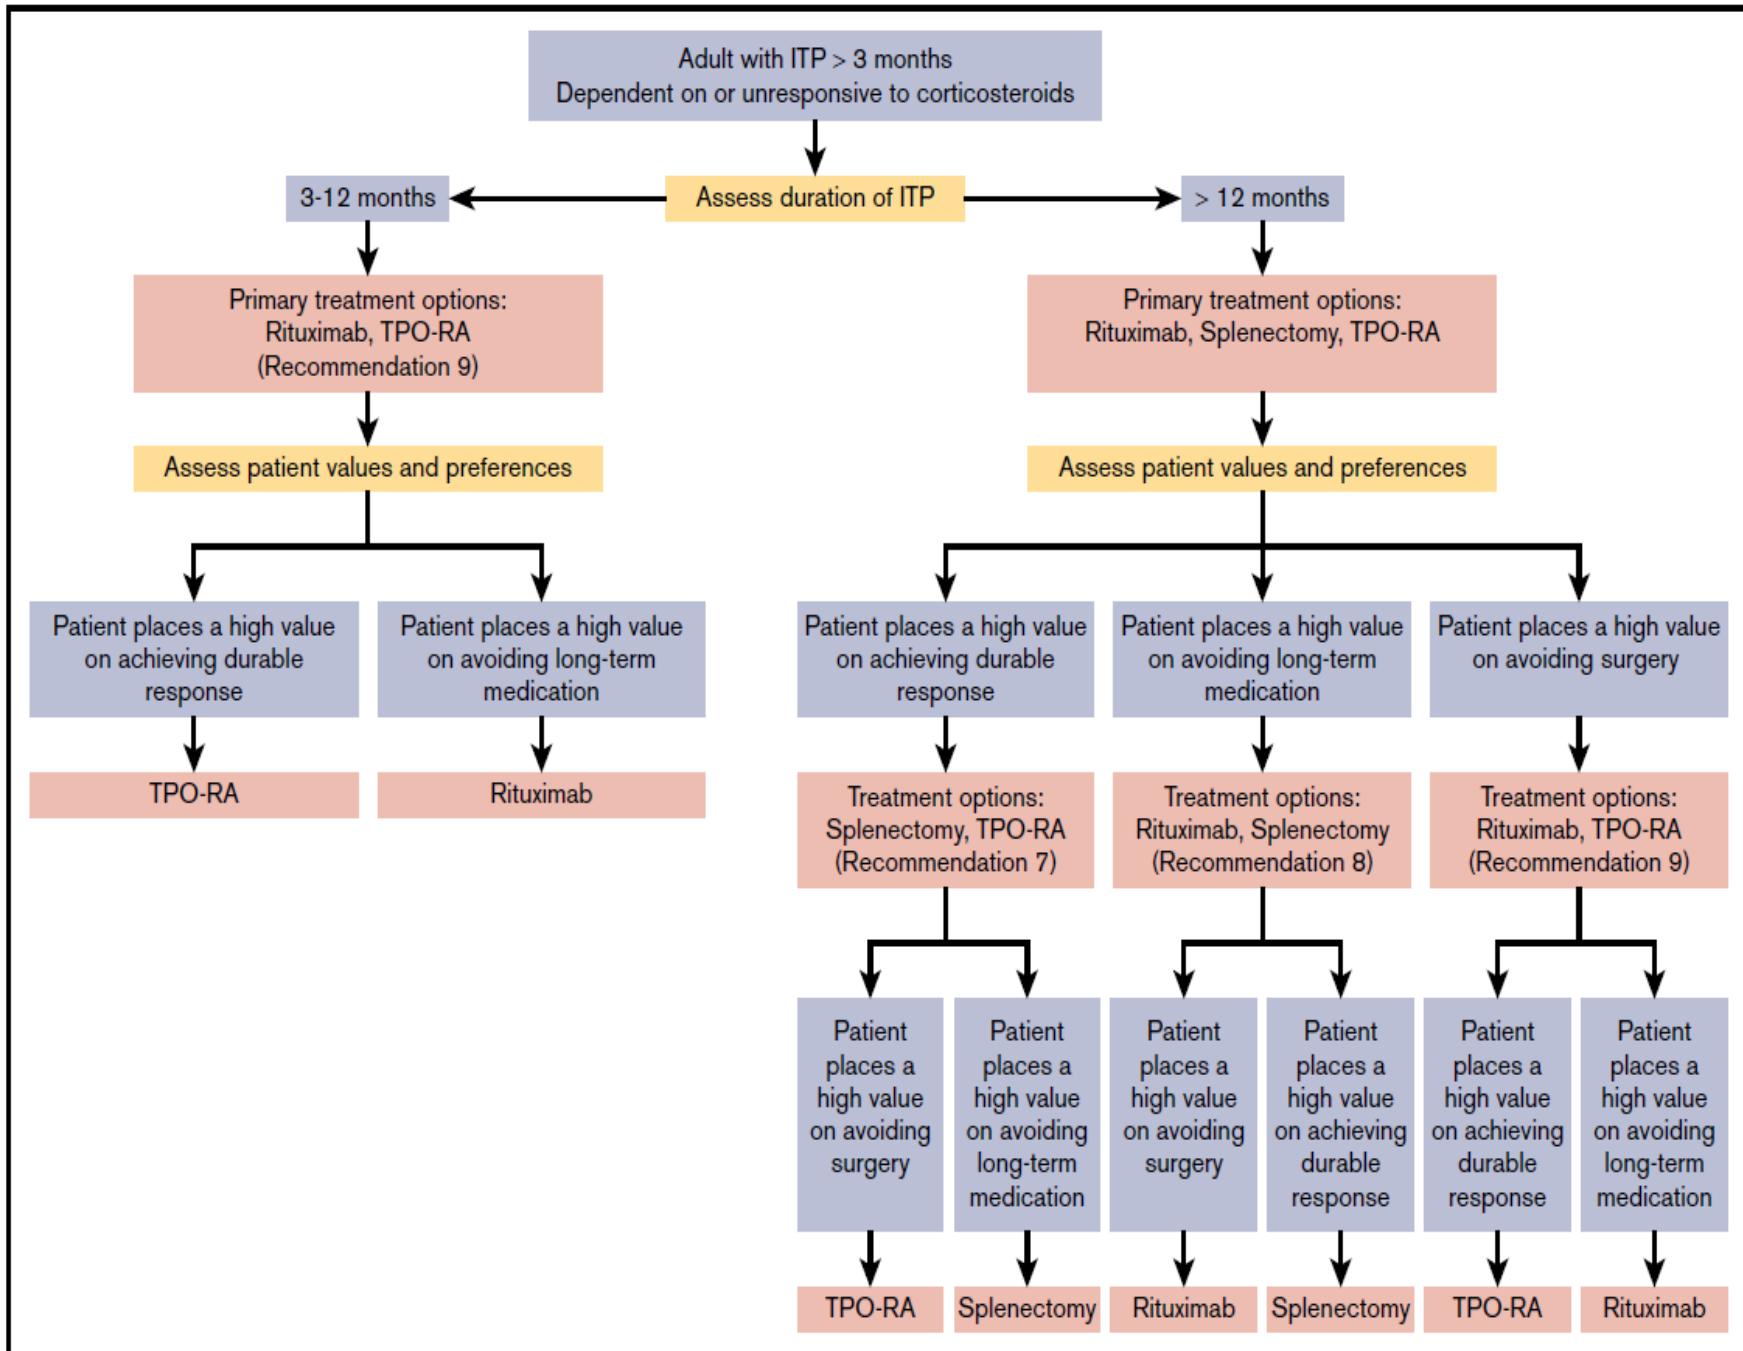 Adult with ITP > 3 months
Dependent on or unresponsive to corticosteroids
3-12 months
Assess duration of ITP
> 12 months
Primary treatment options:
Rituximab, TPO-RA
(Recommendation 9)
Primary treatment options:
Rituximab, Splenectomy, TPO-RA
Assess patient values and preferences
Assess patient values and preferences
Patient places a high value
on achieving durable
response
Patient places a high value
on avoiding long-term
medication
Patient places a high value
on achieving durable
response
Patient places a high value
on avoiding long-term
medication
Patient places a high value
on avoiding surgery
TPO-RA
Rituximab
Treatment options:
Splenectomy, TPO-RA
(Recommendation 7)
Treatment options:
Rituximab, Splenectomy
(Recommendation 8)
Treatment options:
Rituximab, TPO-RA
(Recommendation 9)
Patient
places a
high value
on avoiding
surgery
Patient
places a
high value
on avoiding
long-term
medication
Patient
places a
high value
on avoiding
surgery
Patient
places a
high value
on achieving
durable
response
Patient
places a
high value
on achieving
durable
response
Patient
places a
high value
on avoiding
long-term
medication
TPO-RA
Splenectomy
Rituximab
Splenectomy
TPO-RA
Rituximab